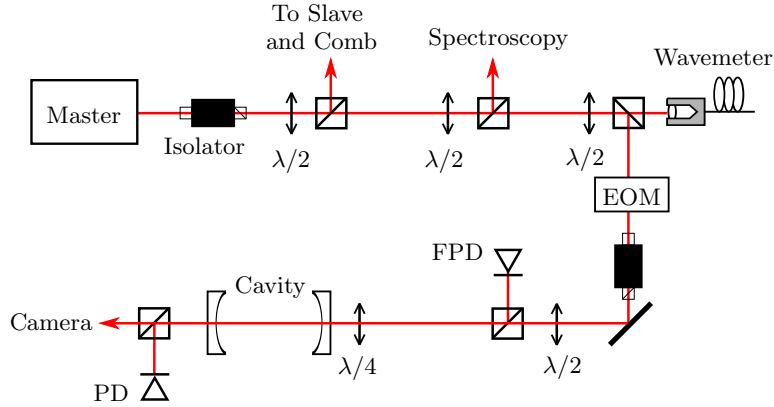 To Slave
and Comb
Spectroscopy
Wavemeter
Master
Isolator
λ/2
λ/2
λ/2
EOM
FPD
Cavity
Camera
λ/4
λ/2
PD